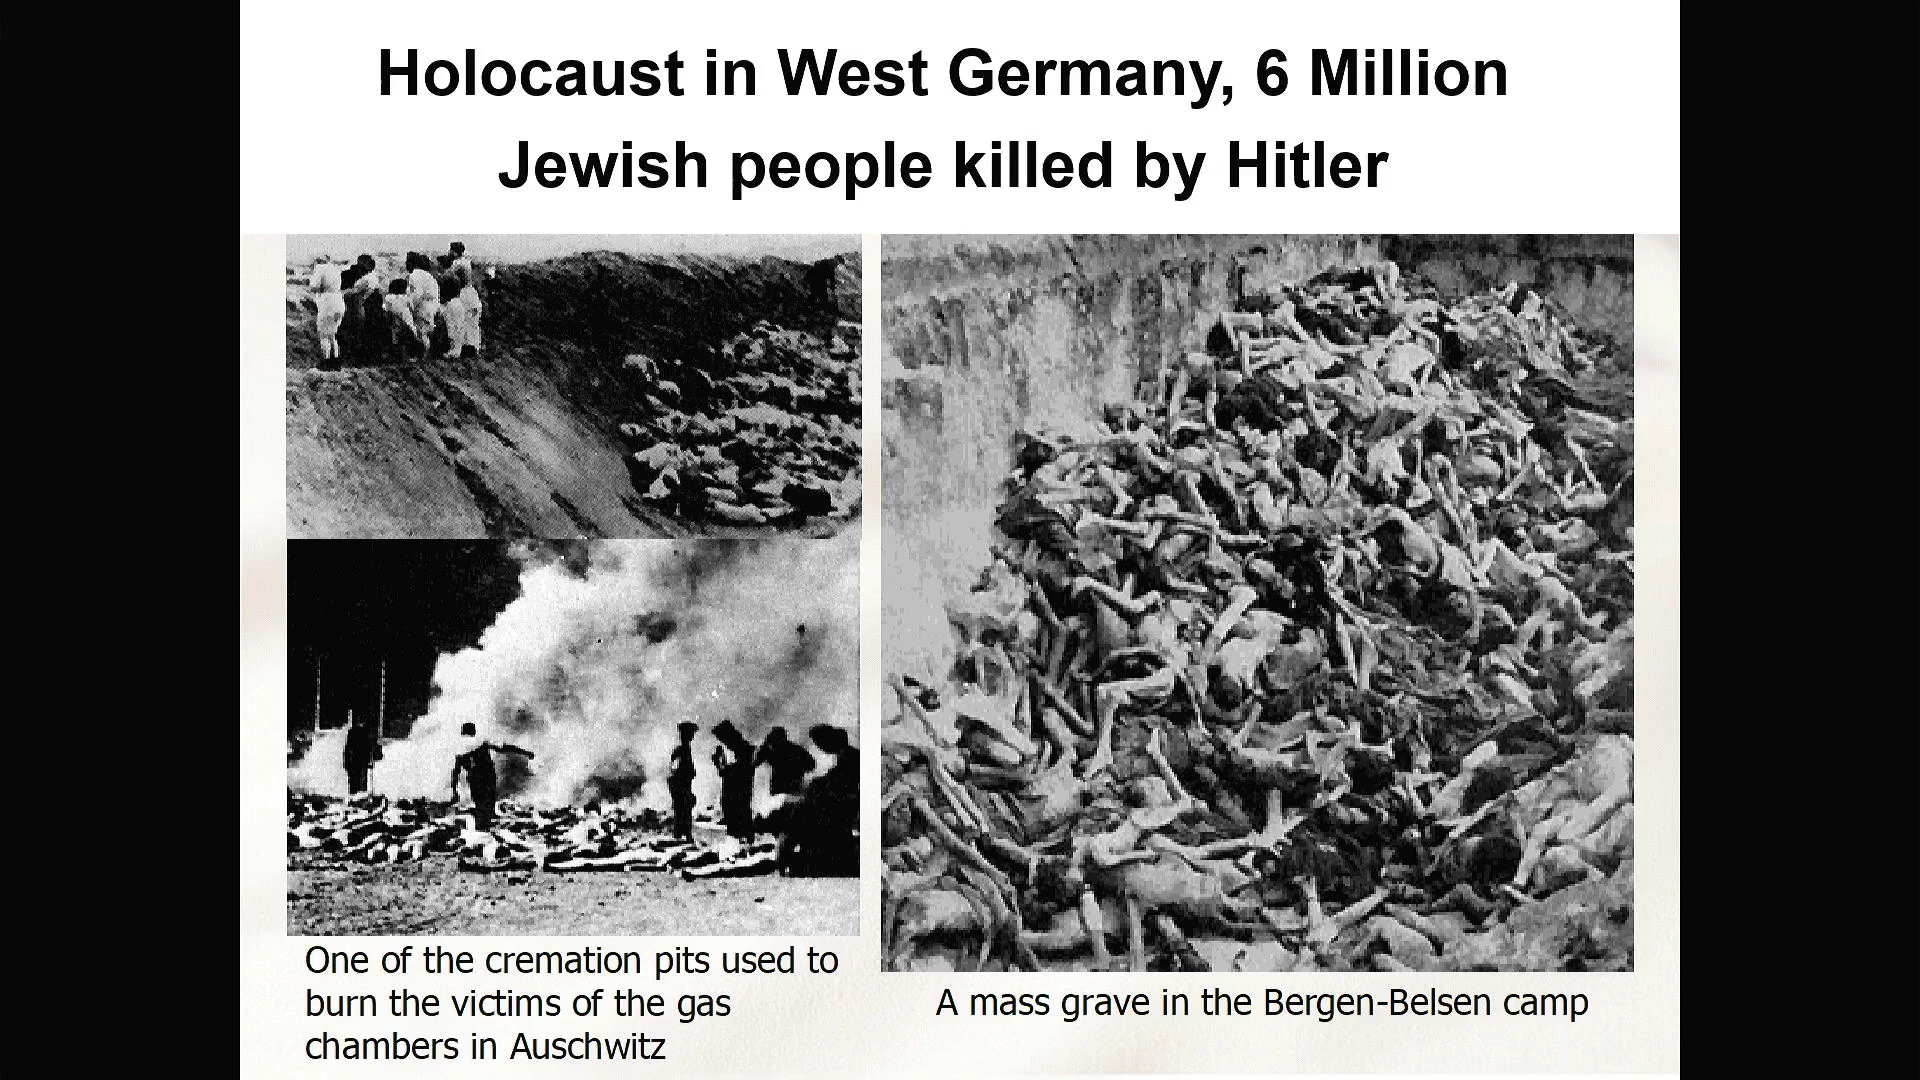 Holocaust in West Germany, 6 Million
Jewish people killed by Hitler
One of the cremation pits used to
burn the victims of the gas
chambers in Auschwitz
A mass grave in the Bergen-Belsen camp